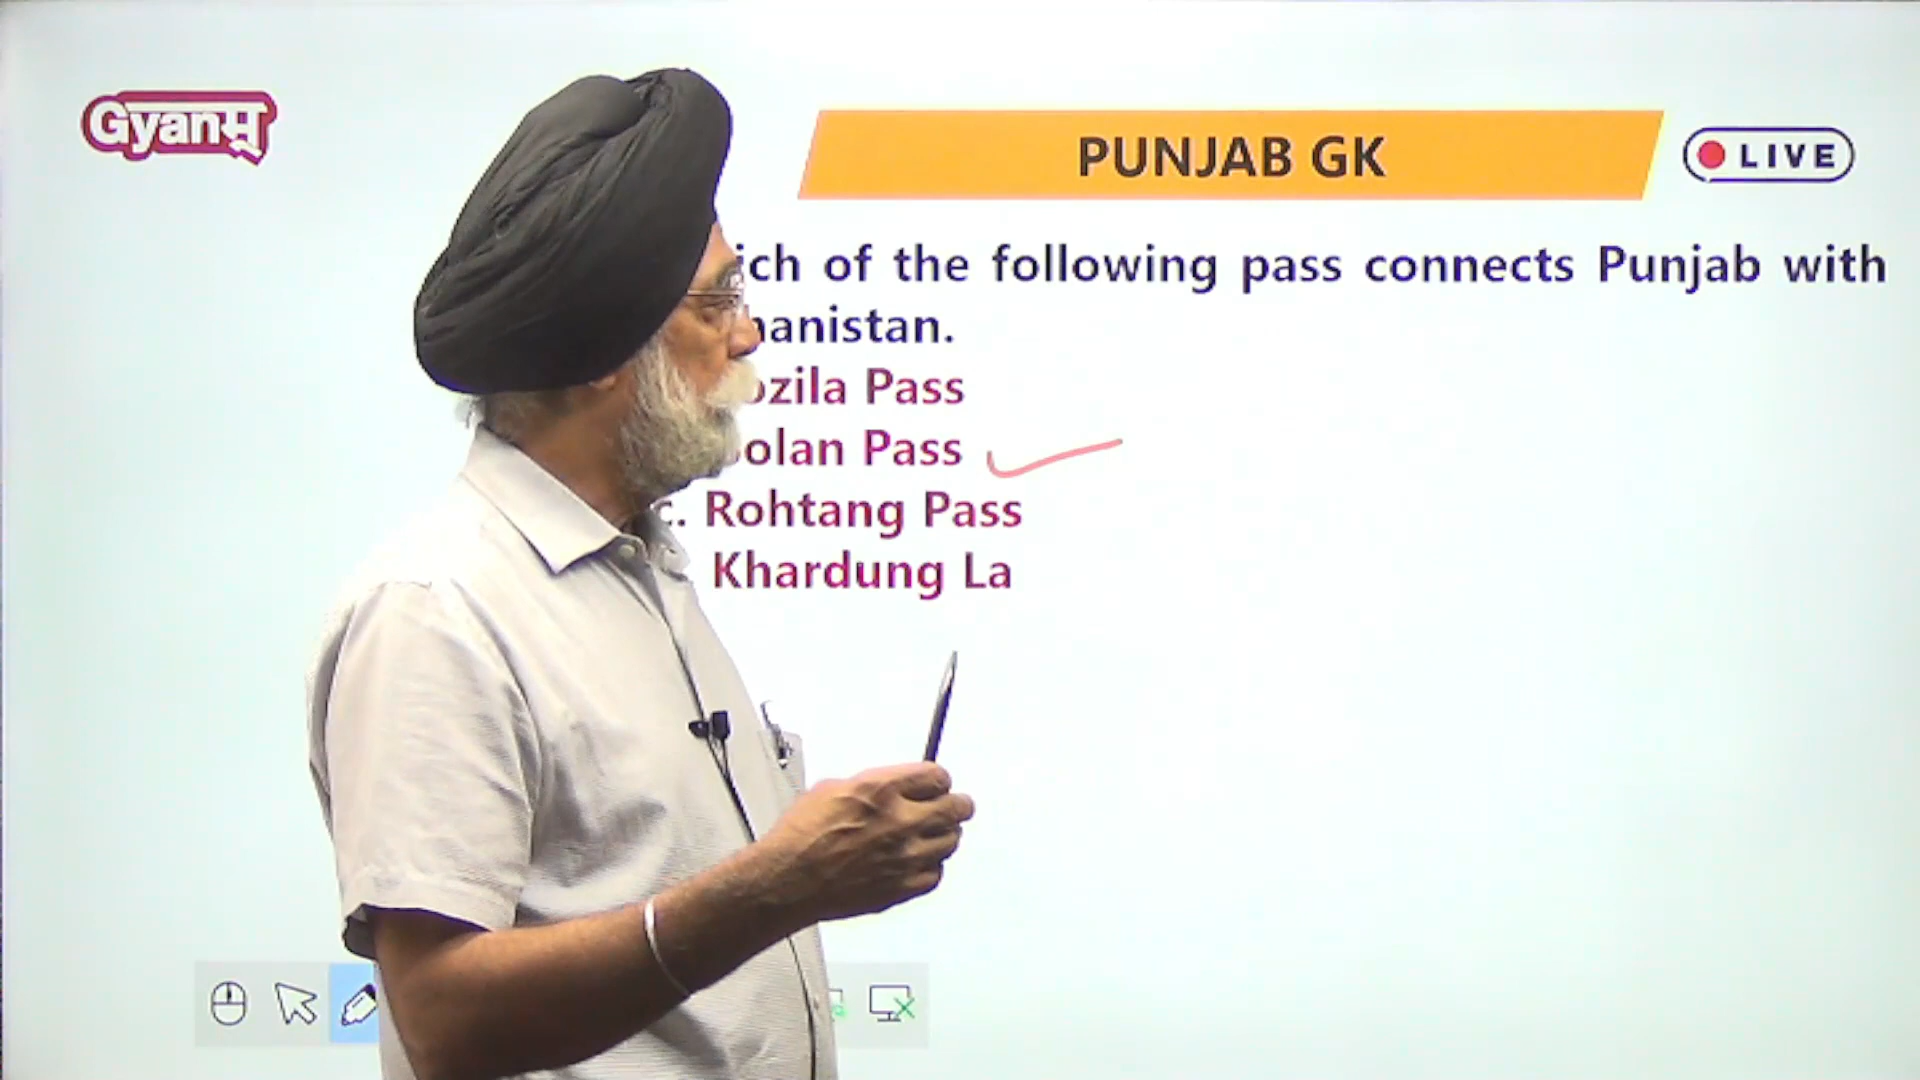 Gyanम्
PUNJAB GK
LIVE
ich of the following pass connects Punjab with
hanistan.
ozila Pass
olan Pass
c. Rohtang Pass
Khardung La